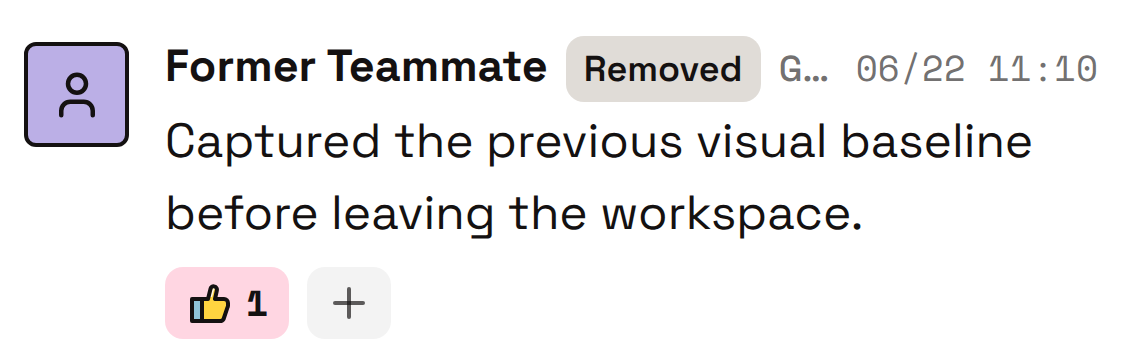 Former Teammate Removed G... 06/22 11:10
Captured the previous visual baseline
before leaving the workspace.
1